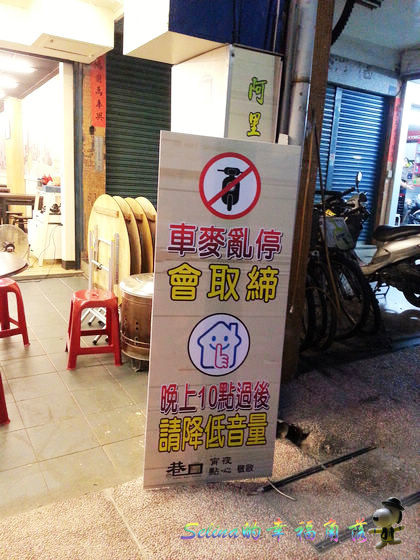 阿里
車麥亂停
會取締
晚上10點過後
請降低音量
巷口 宵夜
點心 敬啟
Selina的幸福角落